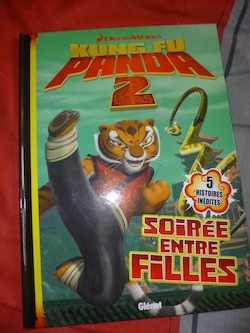 DREAMWORKS
KUNG FU
PANDA
2
5
HISTOIRES
INÉDITES
SOIRÉE
ENTRE
FILLES
Glénat